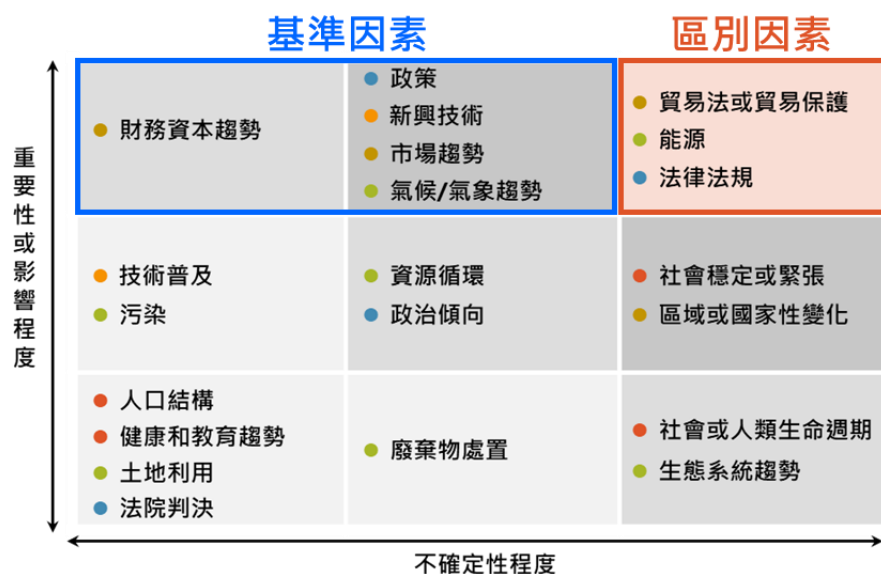 基準因素
區別因素
財務資本趨勢
政策
新興技術
市場趨勢
氣候/氣象趨勢
貿易法或貿易保護
能源
法律法規
重要性或影響程度
技術普及
污染
資源循環
政治傾向
社會穩定或緊張
區域或國家性變化
人口結構
健康和教育趨勢
土地利用
法院判決
廢棄物處置
社會或人類生命週期
生態系統趨勢
不確定性程度